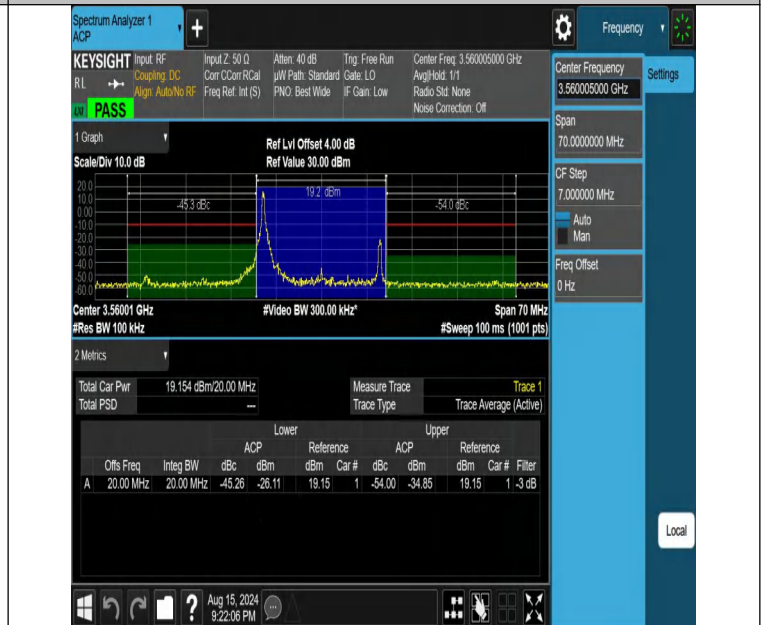 Spectrum Analyzer 1
ACP
+
Frequency
KEYSIGHT
RL
PASS
Input: RF
Coupling: DC
Align: Auto/No RF
Input Z: 50 Ω
Corr CCorr RCal
Freq Ref: Int (S)
Atten: 40 dB
µW Path: Standard
PNO: Best Wide
Trig: Free Run
Gate: LO
IF Gain: Low
Center Freq: 3.560005000 GHz
Avg|Hold: 1/1
Radio Std: None
Noise Correction: Off
Center Frequency
3.560005000 GHz
Settings
Span
70.0000000 MHz
CF Step
7.000000 MHz
Auto
Man
Freq Offset
0 Hz
1 Graph
Scale/Div 10.0 dB
Ref Lvl Offset 4.00 dB
Ref Value 30.00 dBm
20.0
10.0
0.00
-10.0
-20.0
-30.0
-40.0
-50.0
-60.0
-45.3 dBc
19.2 dBm
-54.0 dBc
Center 3.56001 GHz
#Video BW 300.00 kHz*
Span 70 MHz
#Res BW 100 kHz
#Sweep 100 ms (1001 pts)
2 Metrics
Total Car Pwr 19.154 dBm/20.00 MHz
Total PSD ---
Measure Trace Trace 1
Trace Type Trace Average (Active)
Lower Upper
ACP Reference ACP Reference
Offs Freq Integ BW dBc dBm dBm Car # dBc dBm dBm Car # Filter
A 20.00 MHz 20.00 MHz -45.26 -26.11 19.15 1 -54.00 -34.85 19.15 1 -3 dB
Local
?
Aug 15, 2024
9:22:06 PM